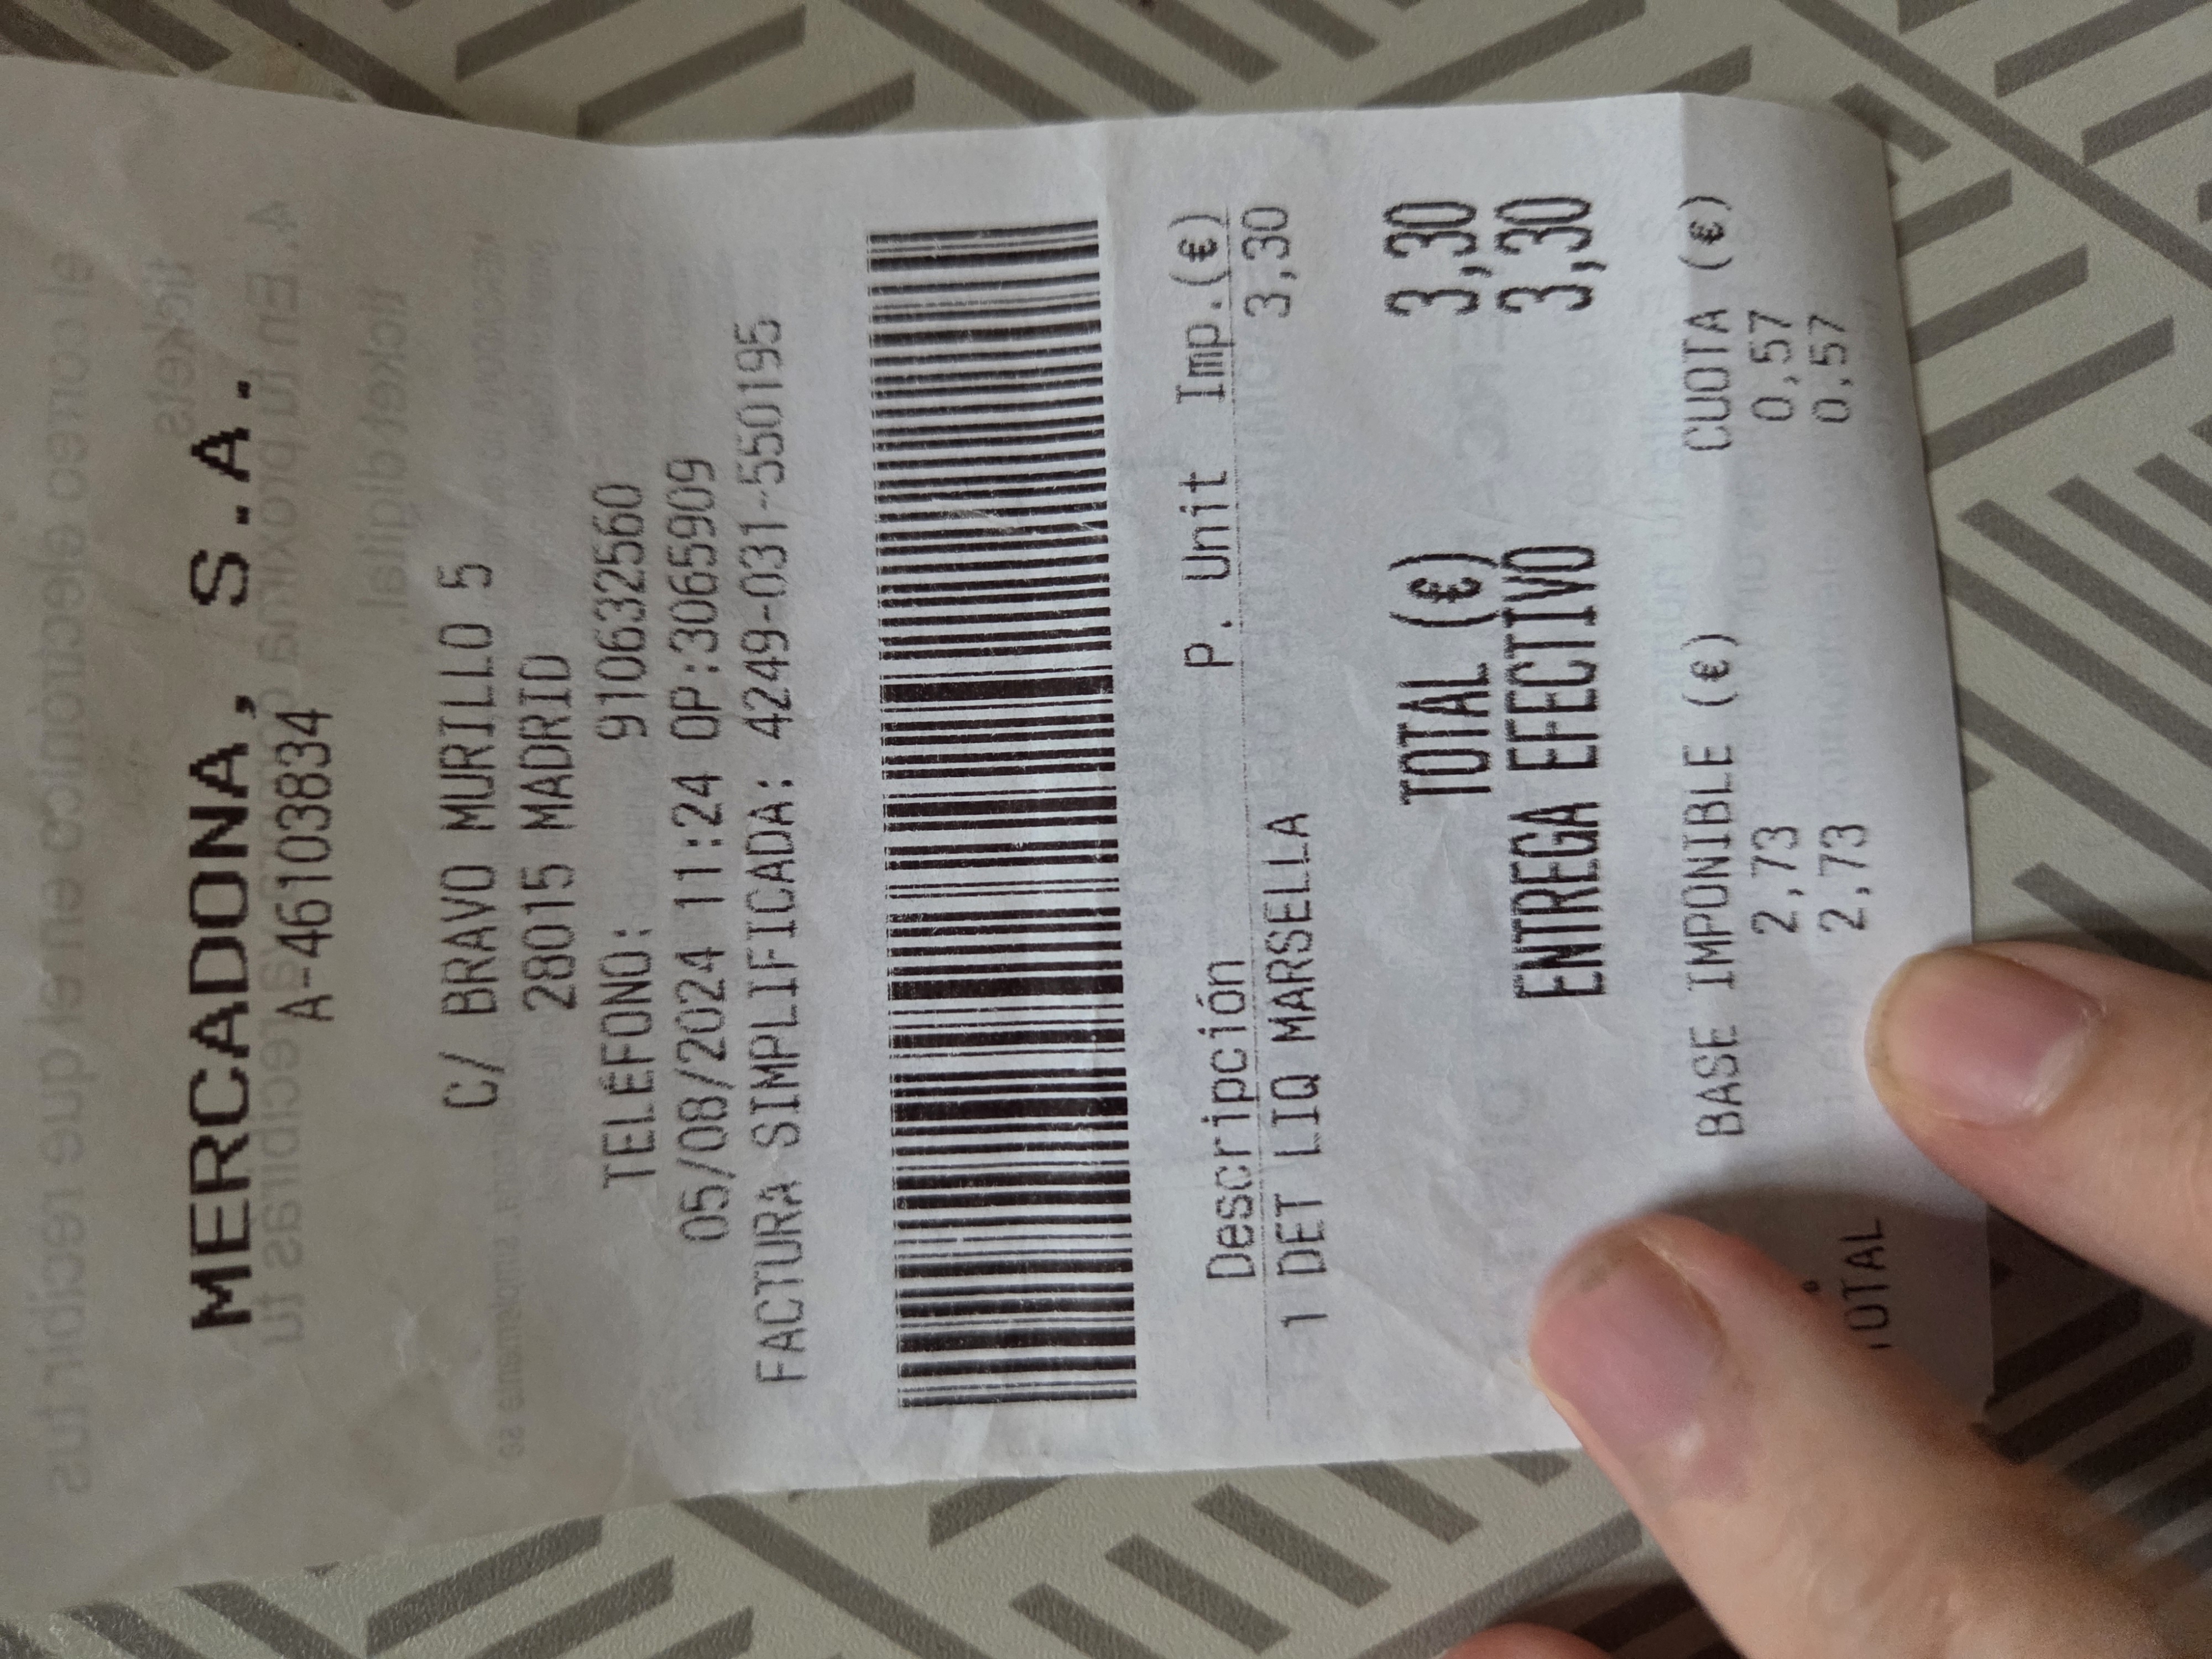 MERCADONA, S.A.
A-46103834
C/ BRAVO MURILLO 5
28015 MADRID
TELÉFONO: 910632560
05/08/2024 11:24 OP:3065909
FACTURA SIMPLIFICADA: 4249-031-550195
Descripción P. Unit Imp.(€)
1 DET LIQ MARSELLA 3,30
TOTAL (€) 3,30
ENTREGA EFECTIVO 3,30
BASE IMPONIBLE (€) CUOTA (€)
2,73 0,57
TOTAL 2,73 0,57